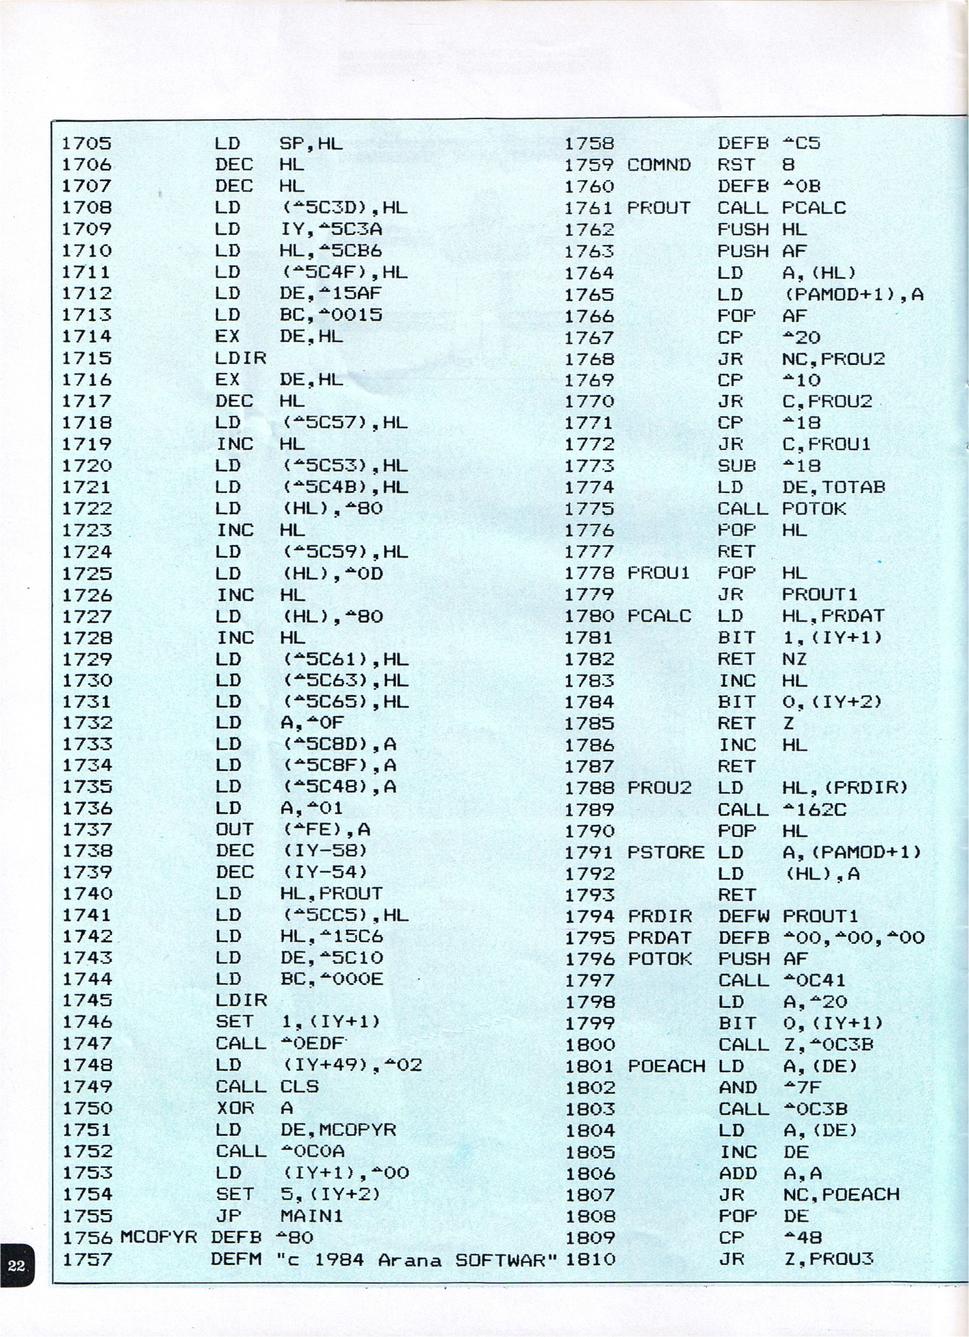 1705 LD SP,HL
1706 DEC HL
1707 DEC HL
1708 LD (^5C3D),HL
1709 LD IY,^5C3A
1710 LD HL,^5CB6
1711 LD (^5C4F),HL
1712 LD DE,^15AF
1713 LD BC,^0015
1714 EX DE,HL
1715 LDIR
1716 EX DE,HL
1717 DEC HL
1718 LD (^5C57),HL
1719 INC HL
1720 LD (^5C53),HL
1721 LD (^5C4B),HL
1722 LD (HL),^80
1723 INC HL
1724 LD (^5C59),HL
1725 LD (HL),^0D
1726 INC HL
1727 LD (HL),^80
1728 INC HL
1729 LD (^5C61),HL
1730 LD (^5C63),HL
1731 LD (^5C65),HL
1732 LD A,^0F
1733 LD (^5C8D),A
1734 LD (^5C8F),A
1735 LD (^5C48),A
1736 LD A,^01
1737 OUT (^FE),A
1738 DEC (IY-58)
1739 DEC (IY-54)
1740 LD HL,PROUT
1741 LD (^5CC5),HL
1742 LD HL,^15C6
1743 LD DE,^5C10
1744 LD BC,^000E
1745 LDIR
1746 SET 1,(IY+1)
1747 CALL ^0EDF
1748 LD (IY+49),^02
1749 CALL CLS
1750 XOR A
1751 LD DE,MCOPYR
1752 CALL ^0C0A
1753 LD (IY+1),^00
1754 SET 5,(IY+2)
1755 JP MAIN1
1756 MCOPYR DEFB ^80
1757 DEFM "c 1984 Arana SOFTWAR"
1758 DEFB ^C5
1759 COMND RST 8
1760 DEFB ^0B
1761 PROUT CALL PCALC
1762 PUSH HL
1763 PUSH AF
1764 LD A,(HL)
1765 LD (PAMOD+1),A
1766 POP AF
1767 CP ^20
1768 JR NC,PROU2
1769 CP ^10
1770 JR C,PROU2
1771 CP ^18
1772 JR C,PROU1
1773 SUB ^18
1774 LD DE,TOTAB
1775 CALL POTOK
1776 POP HL
1777 RET
1778 PROU1 POP HL
1779 JR PROUT1
1780 PCALC LD HL,PRDAT
1781 BIT 1,(IY+1)
1782 RET NZ
1783 INC HL
1784 BIT 0,(IY+2)
1785 RET Z
1786 INC HL
1787 RET
1788 PROU2 LD HL,(PRDIR)
1789 CALL ^162C
1790 POP HL
1791 PSTORE LD A,(PAMOD+1)
1792 LD (HL),A
1793 RET
1794 PRDIR DEFW PROUT1
1795 PRDAT DEFB ^00,^00,^00
1796 POTOK PUSH AF
1797 CALL ^0C41
1798 LD A,^20
1799 BIT 0,(IY+1)
1800 CALL Z,^0C3B
1801 POEACH LD A,(DE)
1802 AND ^7F
1803 CALL ^0C3B
1804 LD A,(DE)
1805 INC DE
1806 ADD A,A
1807 JR NC,POEACH
1808 POP DE
1809 CP ^48
1810 JR Z,PROU3
22